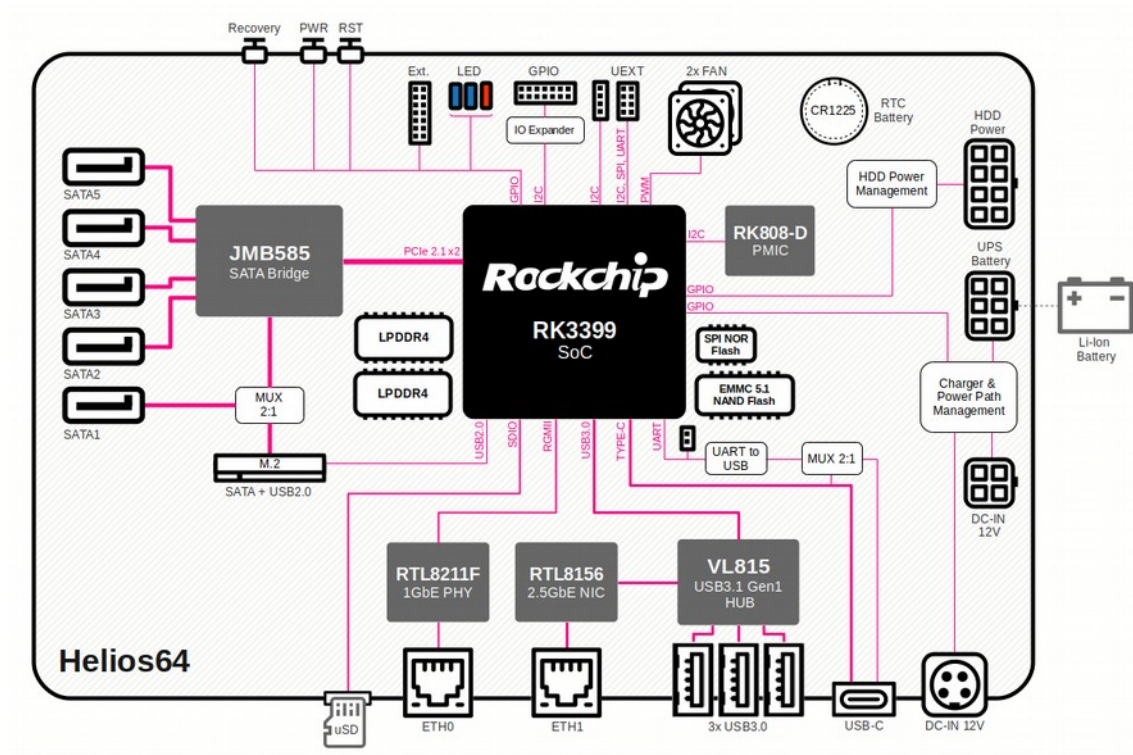 Recovery
PWR
RST
Ext.
LED
GPIO
UEXT
2x FAN
IO Expander
CR1225
RTC
Battery
HDD
Power
HDD Power
Management
SATA5
SATA4
SATA3
SATA2
SATA1
JMB585
SATA Bridge
PCIe 2.1 x2
GPIO
I2C
I2C
I2C, SPI, UART
PWM
Rockchip
RK3399
SoC
I2C
RK808-D
PMIC
GPIO
GPIO
UPS
Battery
+ −
Li-Ion
Battery
LPDDR4
LPDDR4
SPI NOR
Flash
EMMC 5.1
NAND Flash
Charger &
Power Path
Management
MUX
2:1
M.2
SATA + USB2.0
USB2.0
SDIO
RGMII
USB3.0
TYPE-C
UART
UART to
USB
MUX 2:1
DC-IN
12V
RTL8211F
1GbE PHY
RTL8156
2.5GbE NIC
VL815
USB3.1 Gen1
HUB
Helios64
uSD
ETH0
ETH1
3x USB3.0
USB-C
DC-IN 12V